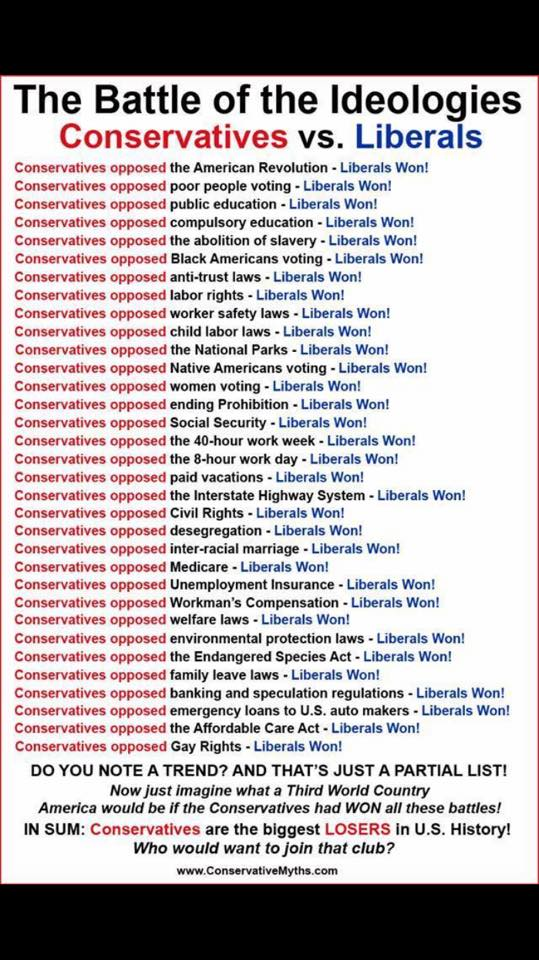 The Battle of the Ideologies
Conservatives vs. Liberals
Conservatives opposed the American Revolution - Liberals Won!
Conservatives opposed poor people voting - Liberals Won!
Conservatives opposed public education - Liberals Won!
Conservatives opposed compulsory education - Liberals Won!
Conservatives opposed the abolition of slavery - Liberals Won!
Conservatives opposed Black Americans voting - Liberals Won!
Conservatives opposed anti-trust laws - Liberals Won!
Conservatives opposed labor rights - Liberals Won!
Conservatives opposed worker safety laws - Liberals Won!
Conservatives opposed child labor laws - Liberals Won!
Conservatives opposed the National Parks - Liberals Won!
Conservatives opposed Native Americans voting - Liberals Won!
Conservatives opposed women voting - Liberals Won!
Conservatives opposed ending Prohibition - Liberals Won!
Conservatives opposed Social Security - Liberals Won!
Conservatives opposed the 40-hour work week - Liberals Won!
Conservatives opposed the 8-hour work day - Liberals Won!
Conservatives opposed paid vacations - Liberals Won!
Conservatives opposed the Interstate Highway System - Liberals Won!
Conservatives opposed Civil Rights - Liberals Won!
Conservatives opposed desegregation - Liberals Won!
Conservatives opposed inter-racial marriage - Liberals Won!
Conservatives opposed Medicare - Liberals Won!
Conservatives opposed Unemployment Insurance - Liberals Won!
Conservatives opposed Workman's Compensation - Liberals Won!
Conservatives opposed welfare laws - Liberals Won!
Conservatives opposed environmental protection laws - Liberals Won!
Conservatives opposed the Endangered Species Act - Liberals Won!
Conservatives opposed family leave laws - Liberals Won!
Conservatives opposed banking and speculation regulations - Liberals Won!
Conservatives opposed emergency loans to U.S. auto makers - Liberals Won!
Conservatives opposed the Affordable Care Act - Liberals Won!
Conservatives opposed Gay Rights - Liberals Won!
DO YOU NOTE A TREND? AND THAT'S JUST A PARTIAL LIST!
Now just imagine what a Third World Country
America would be if the Conservatives had WON all these battles!
IN SUM: Conservatives are the biggest LOSERS in U.S. History!
Who would want to join that club?
www.ConservativeMyths.com